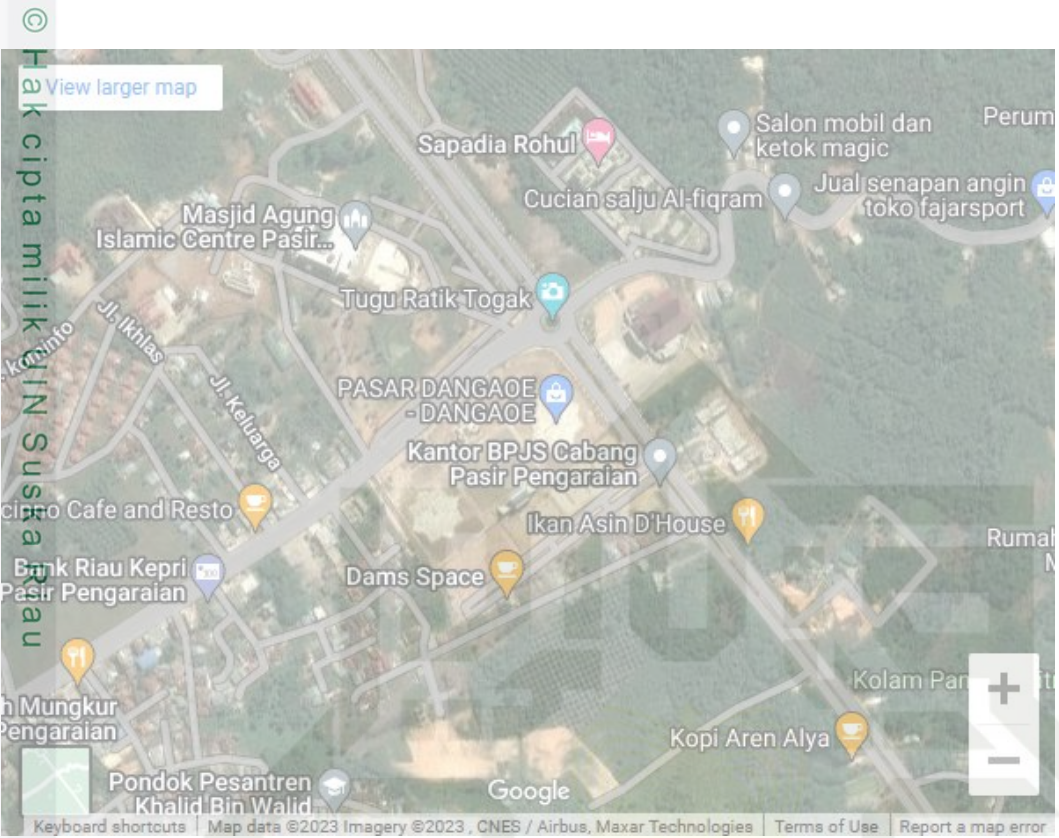 © Hak cipta milik UIN Suska Riau
View larger map
Sapadia Rohul
Salon mobil dan
ketok magic
Perum
Cucian salju Al-fiqram
Jual senapan angin
toko fajarsport
Masjid Agung
Islamic Centre Pasir...
Tugu Ratik Togak
Jl. Ikhlas
kominfo
Jl. Keluarga
PASAR DANGAOE
- DANGAOE
Kantor BPJS Cabang
Pasir Pengaraian
Cafe and Resto
Ikan Asin D'House
Rumah
M
Bank Riau Kepri
Pasir Pengaraian
Dams Space
h Mungkur
Pengaraian
Kolam Pan
Kopi Aren Alya
Pondok Pesantren
Khalid Bin Walid
Google
+
−
Keyboard shortcuts
Map data ©2023 Imagery ©2023 , CNES / Airbus, Maxar Technologies
Terms of Use
Report a map error